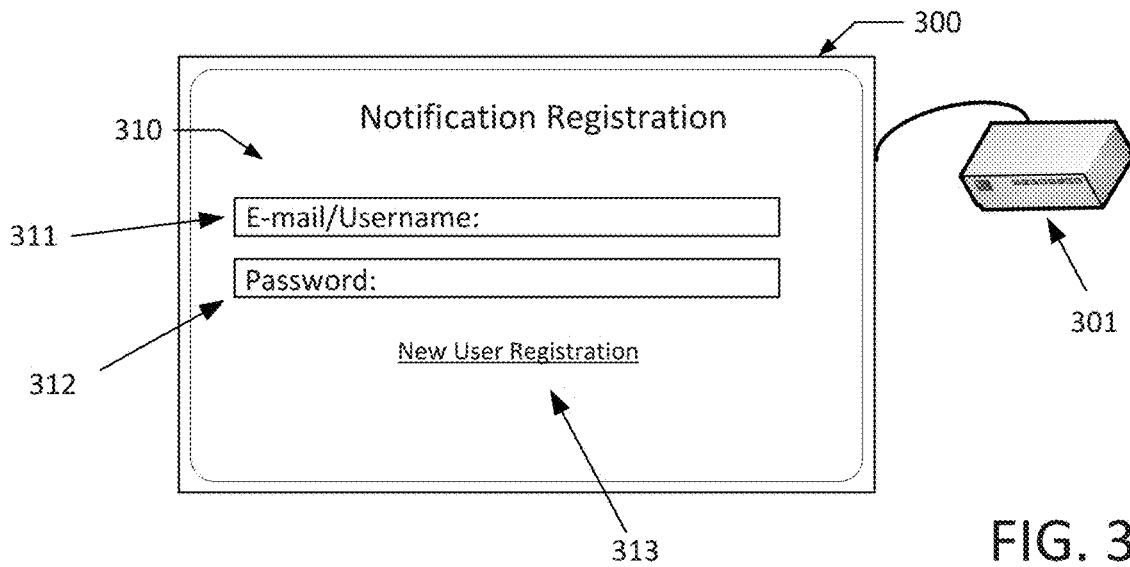 300
Notification Registration
310
E-mail/Username:
311
Password:
301
New User Registration
312
313
FIG. 3